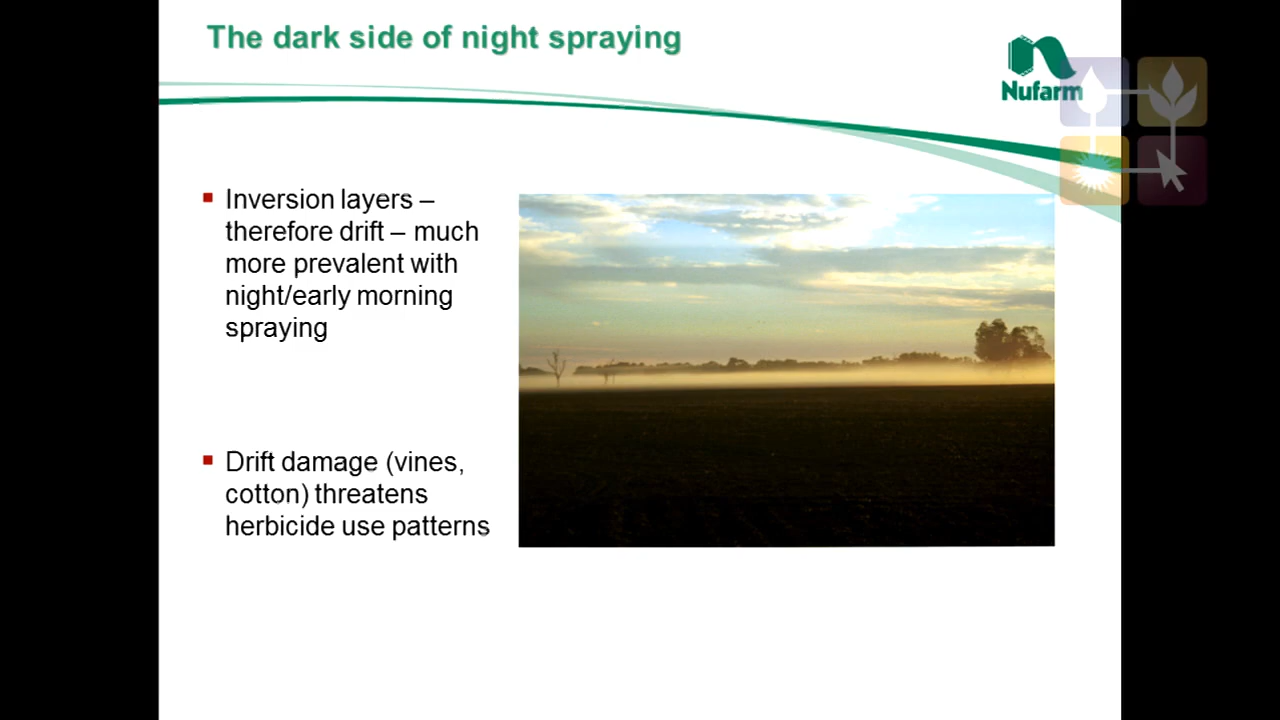 The dark side of night spraying
Nufarm
Inversion layers –
therefore drift – much
more prevalent with
night/early morning
spraying
Drift damage (vines,
cotton) threatens
herbicide use patterns